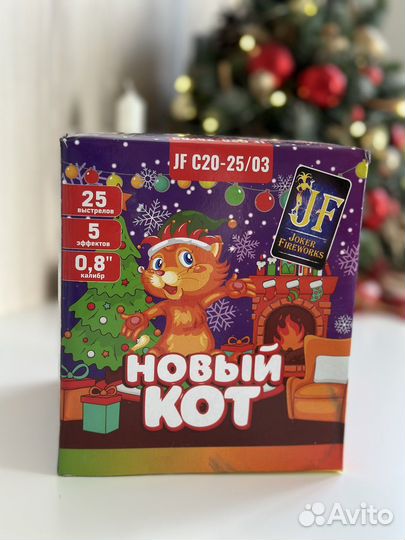 JF C20-25/03
25
выстрелов
5
эффектов
0,8"
калибр
JF
JOKER
FIREWORKS
НОВЫЙ
КОТ
Avito